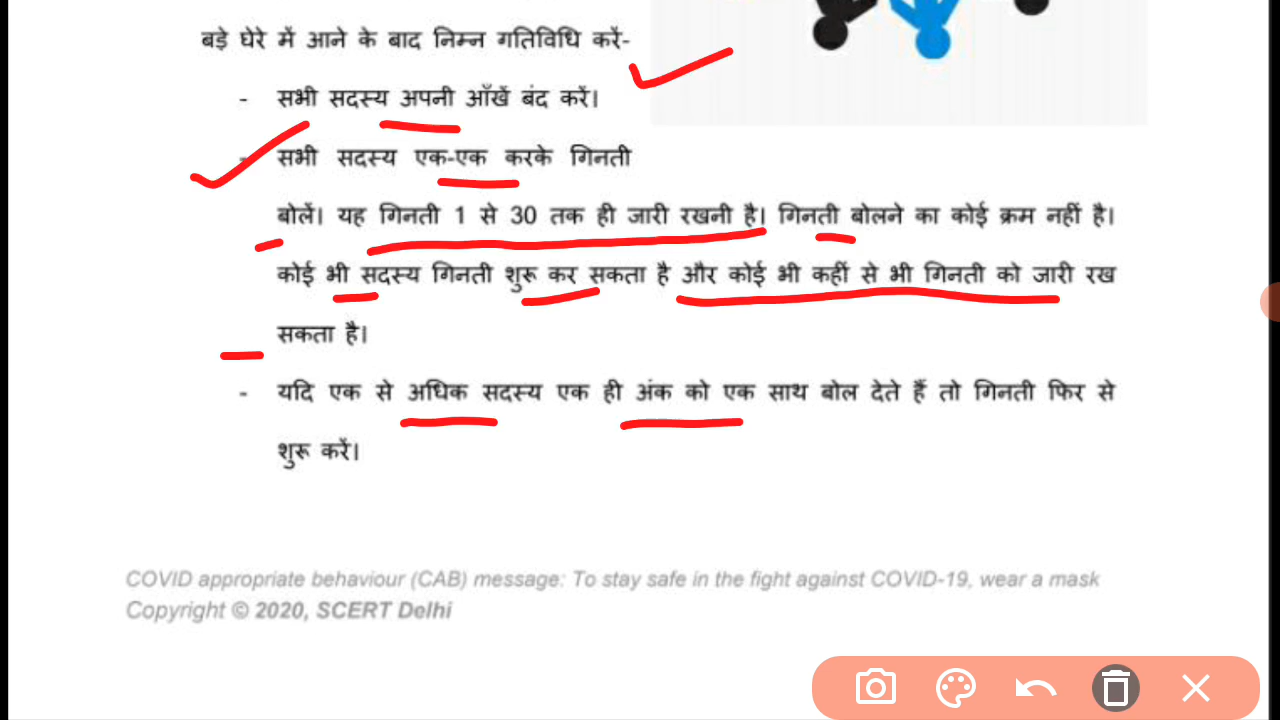 बड़े घेरे में आने के बाद निम्न गतिविधि करें-
- सभी सदस्य अपनी आँखें बंद करें।
- सभी सदस्य एक-एक करके गिनती
बोलें। यह गिनती 1 से 30 तक ही जारी रखनी है। गिनती बोलने का कोई क्रम नहीं है।
कोई भी सदस्य गिनती शुरू कर सकता है और कोई भी कहीं से भी गिनती को जारी रख
सकता है।
- यदि एक से अधिक सदस्य एक ही अंक को एक साथ बोल देते हैं तो गिनती फिर से
शुरू करें।
COVID appropriate behaviour (CAB) message: To stay safe in the fight against COVID-19, wear a mask
Copyright © 2020, SCERT Delhi